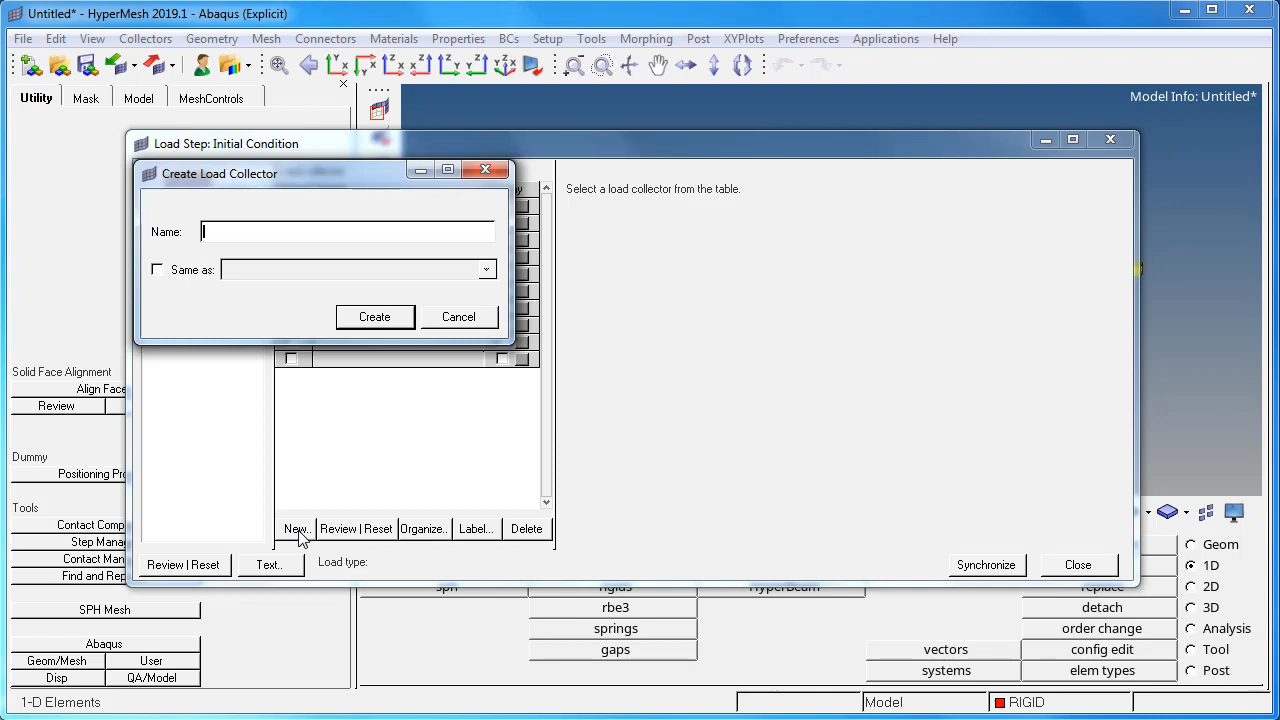 Untitled* - HyperMesh 2019.1 - Abaqus (Explicit)
File Edit View Collectors Geometry Mesh Connectors Materials Properties BCs Setup Tools Morphing Post XYPlots Preferences Applications Help
Utility Mask Model MeshControls
Model Info: Untitled*
Load Step: Initial Condition
Create Load Collector
Select a load collector from the table.
Name:
Same as:
Create Cancel
Solid Face Alignment
Align Face
Review
Dummy
Positioning Pro
Tools
Contact Comp
Step Mana
Contact Man
Find and Rep
SPH Mesh
Abaqus
Geom/Mesh User
Disp QA/Model
New.. Review | Reset Organize.. Label... Delete
Review | Reset Text.. Load type: Synchronize Close
sph rigids HyperBeam replace
rbe3 detach
springs order change
gaps vectors config edit
systems elem types
Geom
1D
2D
3D
Analysis
Tool
Post
1-D Elements Model RIGID